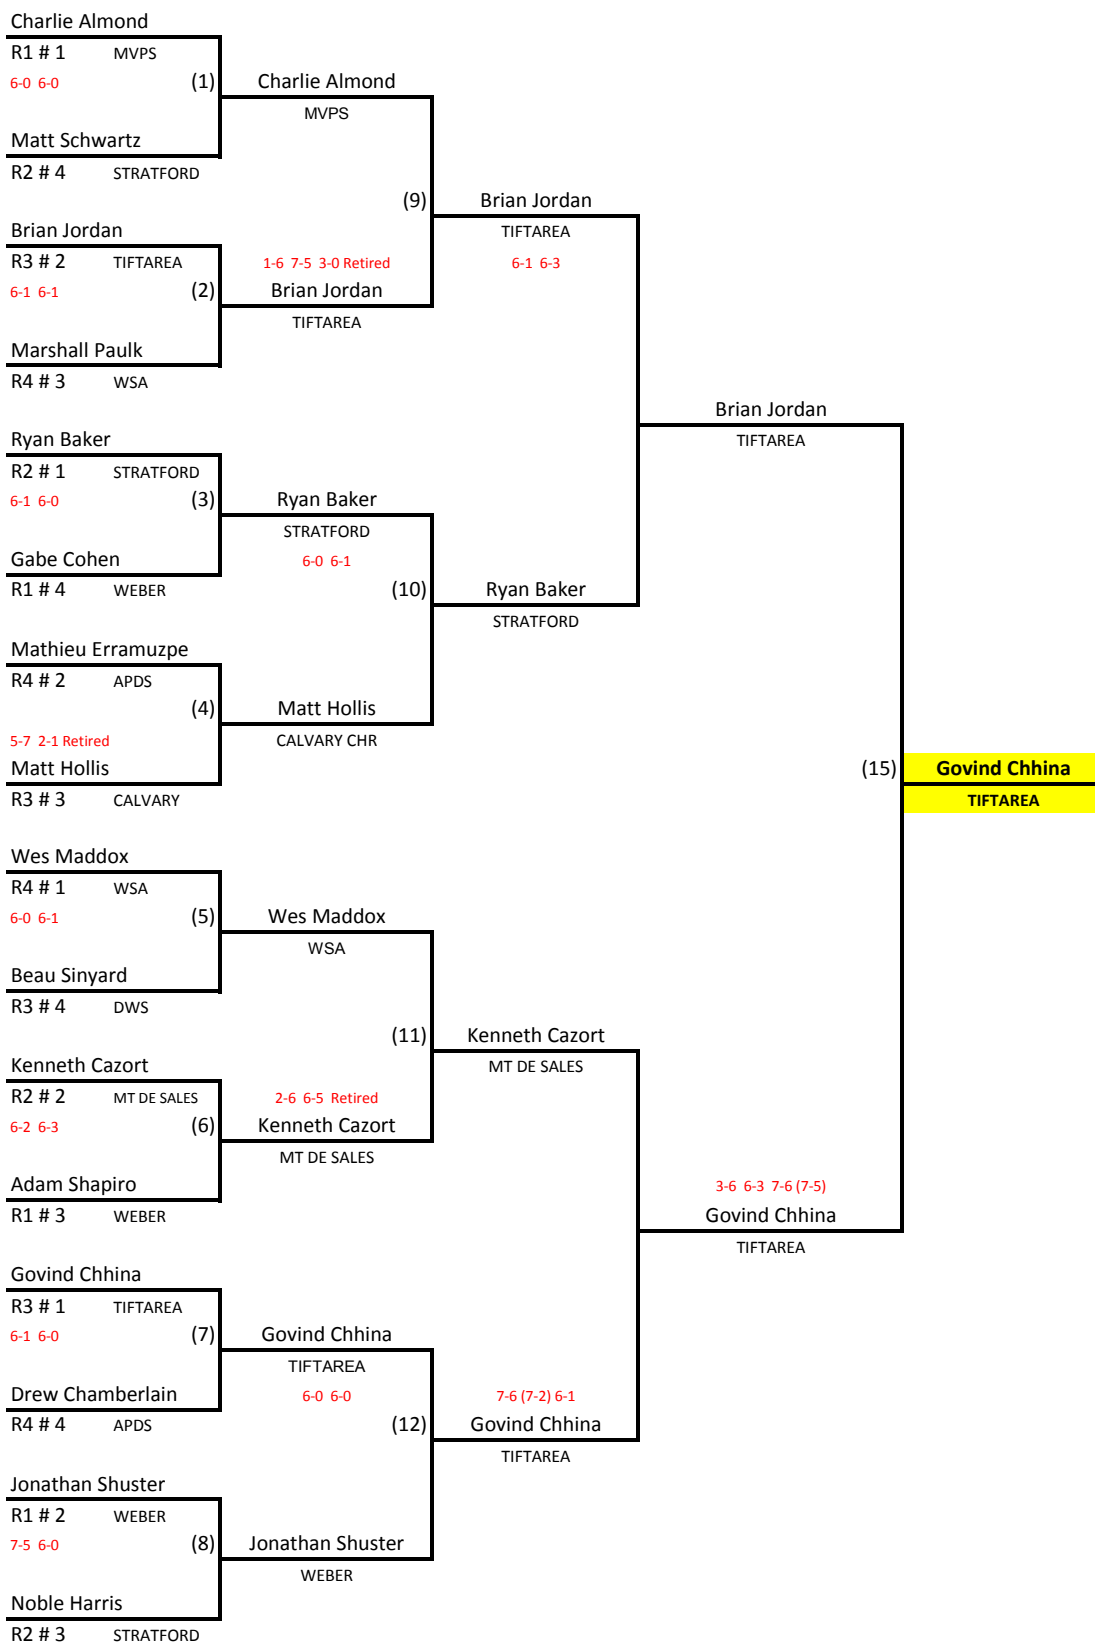 Charlie Almond
R1 # 1 MVPS
6-0 6-0 (1) Charlie Almond
MVPS
Matt Schwartz
R2 # 4 STRATFORD
(9) Brian Jordan
Brian Jordan TIFTAREA
R3 # 2 TIFTAREA 1-6 7-5 3-0 Retired 6-1 6-3
6-1 6-1 (2) Brian Jordan
TIFTAREA
Marshall Paulk
R4 # 3 WSA
Brian Jordan
Ryan Baker TIFTAREA
R2 # 1 STRATFORD
6-1 6-0 (3) Ryan Baker
STRATFORD
Gabe Cohen 6-0 6-1
R1 # 4 WEBER (10) Ryan Baker
STRATFORD
Mathieu Erramuzpe
R4 # 2 APDS
(4) Matt Hollis
5-7 2-1 Retired CALVARY CHR
Matt Hollis (15) Govind Chhina
R3 # 3 CALVARY TIFTAREA
Wes Maddox
R4 # 1 WSA
6-0 6-1 (5) Wes Maddox
WSA
Beau Sinyard
R3 # 4 DWS
(11) Kenneth Cazort
Kenneth Cazort MT DE SALES
R2 # 2 MT DE SALES 2-6 6-5 Retired
6-2 6-3 (6) Kenneth Cazort
MT DE SALES
Adam Shapiro 3-6 6-3 7-6 (7-5)
R1 # 3 WEBER Govind Chhina
TIFTAREA
Govind Chhina
R3 # 1 TIFTAREA
6-1 6-0 (7) Govind Chhina
TIFTAREA
Drew Chamberlain 6-0 6-0 7-6 (7-2) 6-1
R4 # 4 APDS (12) Govind Chhina
TIFTAREA
Jonathan Shuster
R1 # 2 WEBER
7-5 6-0 (8) Jonathan Shuster
WEBER
Noble Harris
R2 # 3 STRATFORD